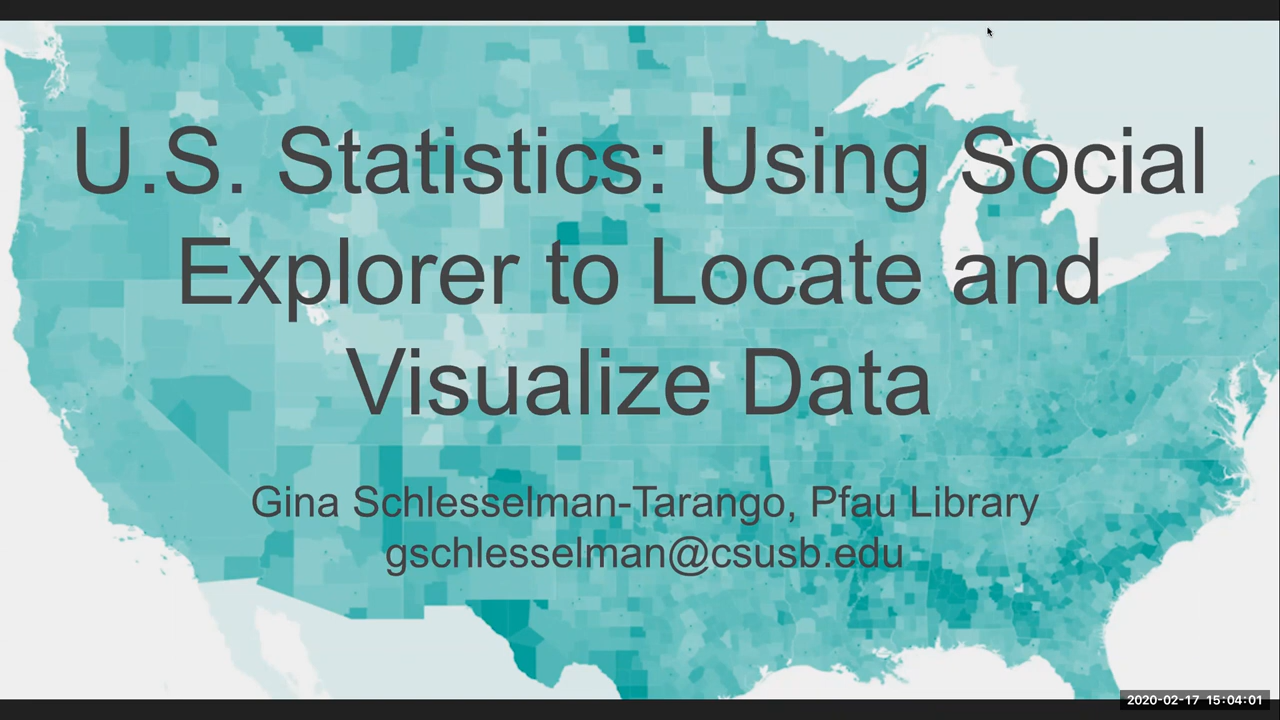 U.S. Statistics: Using Social
Explorer to Locate and
Visualize Data
Gina Schlesselman-Tarango, Pfau Library
gschlesselman@csusb.edu
2020-02-17 15:04:01